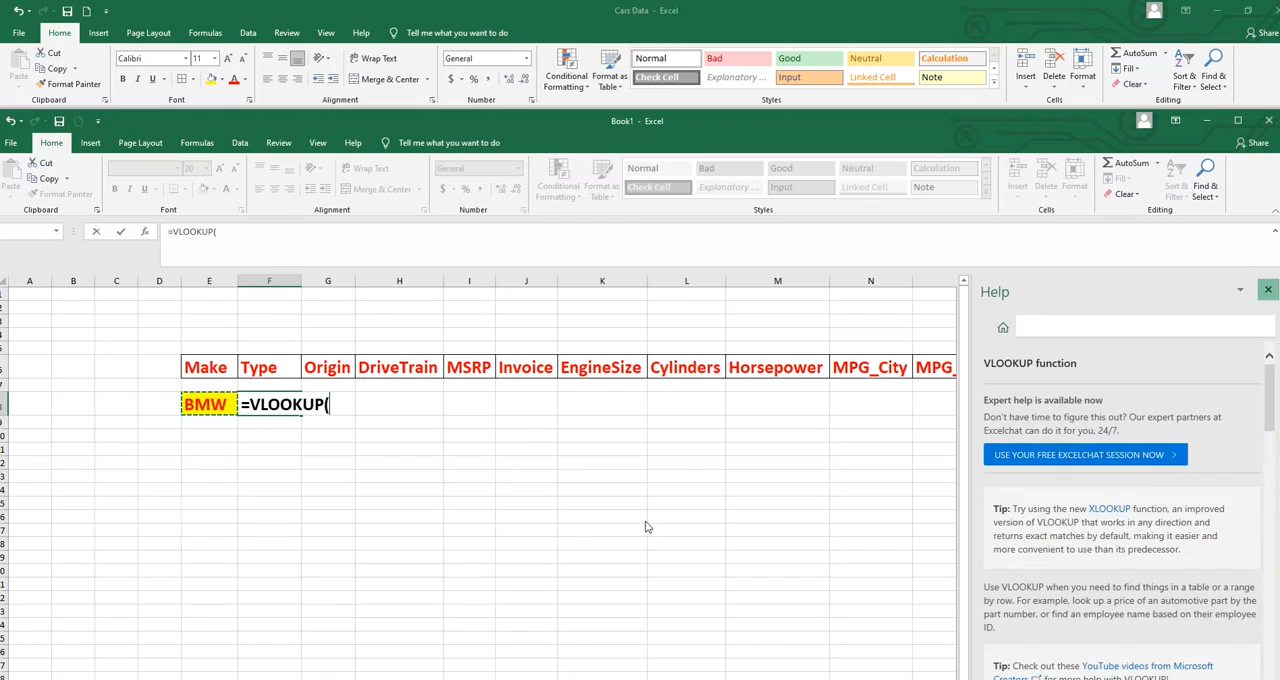 Cars Data - Excel
File Home Insert Page Layout Formulas Data Review View Help Tell me what you want to do Share
Cut Calibri 11 A A Wrap Text General Normal Bad Good Neutral Calculation AutoSum
Paste Copy Format Painter B I U A Merge & Center $ % , Conditional Formatting Format as Table Check Cell Explanatory ... Input Linked Cell Note Insert Delete Format Fill Clear Sort & Filter Find & Select
Clipboard Font Alignment Number Styles Cells Editing
Book1 - Excel
File Home Insert Page Layout Formulas Data Review View Help Tell me what you want to do Share
Cut 20 A A Wrap Text General Normal Bad Good Neutral Calculation AutoSum
Paste Copy Format Painter B I U A Merge & Center $ % , Conditional Formatting Format as Table Check Cell Explanatory ... Input Linked Cell Note Insert Delete Format Fill Clear Sort & Filter Find & Select
Clipboard Font Alignment Number Styles Cells Editing
fx =VLOOKUP(
A B C D E F G H I J K L M N
Make Type Origin DriveTrain MSRP Invoice EngineSize Cylinders Horsepower MPG_City MPG_
BMW =VLOOKUP(
Help
VLOOKUP function
Expert help is available now
Don't have time to figure this out? Our expert partners at
Excelchat can do it for you, 24/7.
USE YOUR FREE EXCELCHAT SESSION NOW
Tip: Try using the new XLOOKUP function, an improved
version of VLOOKUP that works in any direction and
returns exact matches by default, making it easier and
more convenient to use than its predecessor.
Use VLOOKUP when you need to find things in a table or a range
by row. For example, look up a price of an automotive part by the
part number, or find an employee name based on their employee
ID.
Tip: Check out these YouTube videos from Microsoft
Creators for more help with VLOOKUP!